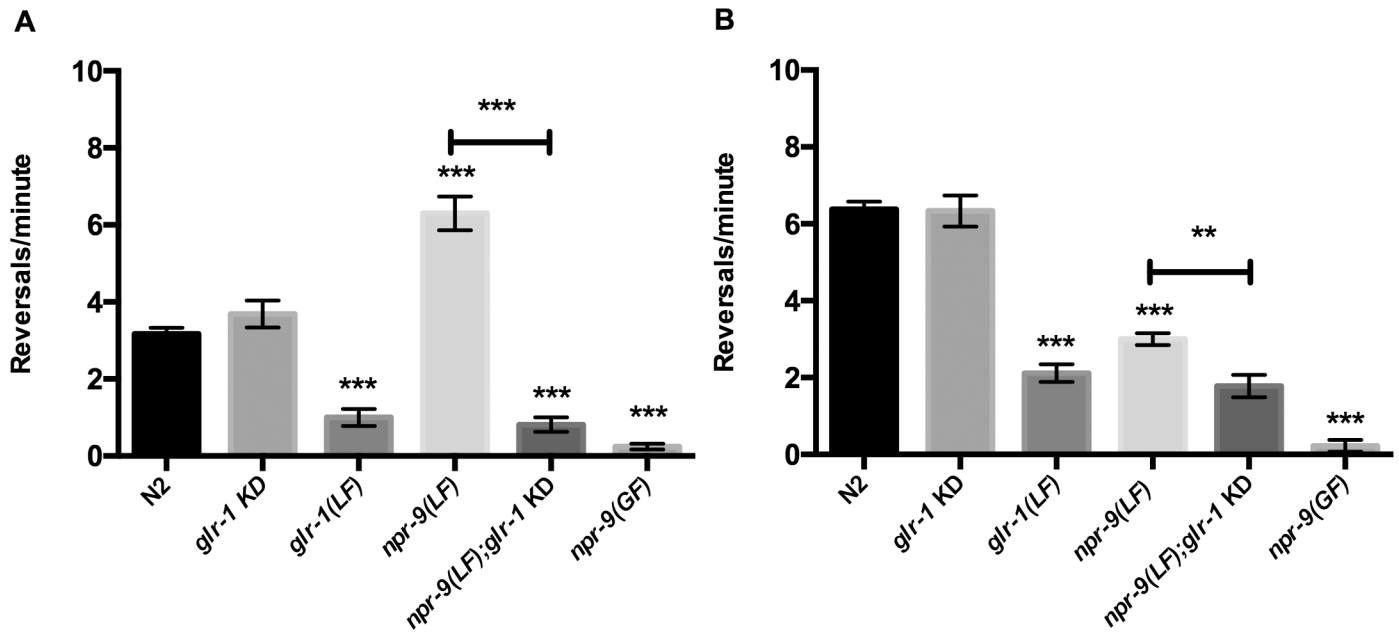 A
Reversals/minute
10
8
6
4
2
0
***
***
***
***
***
N2
glr-1 KD
glr-1(LF)
npr-9(LF)
npr-9(LF);glr-1 KD
npr-9(GF)
B
Reversals/minute
10
8
6
4
2
0
**
***
***
***
N2
glr-1 KD
glr-1(LF)
npr-9(LF)
npr-9(LF);glr-1 KD
npr-9(GF)